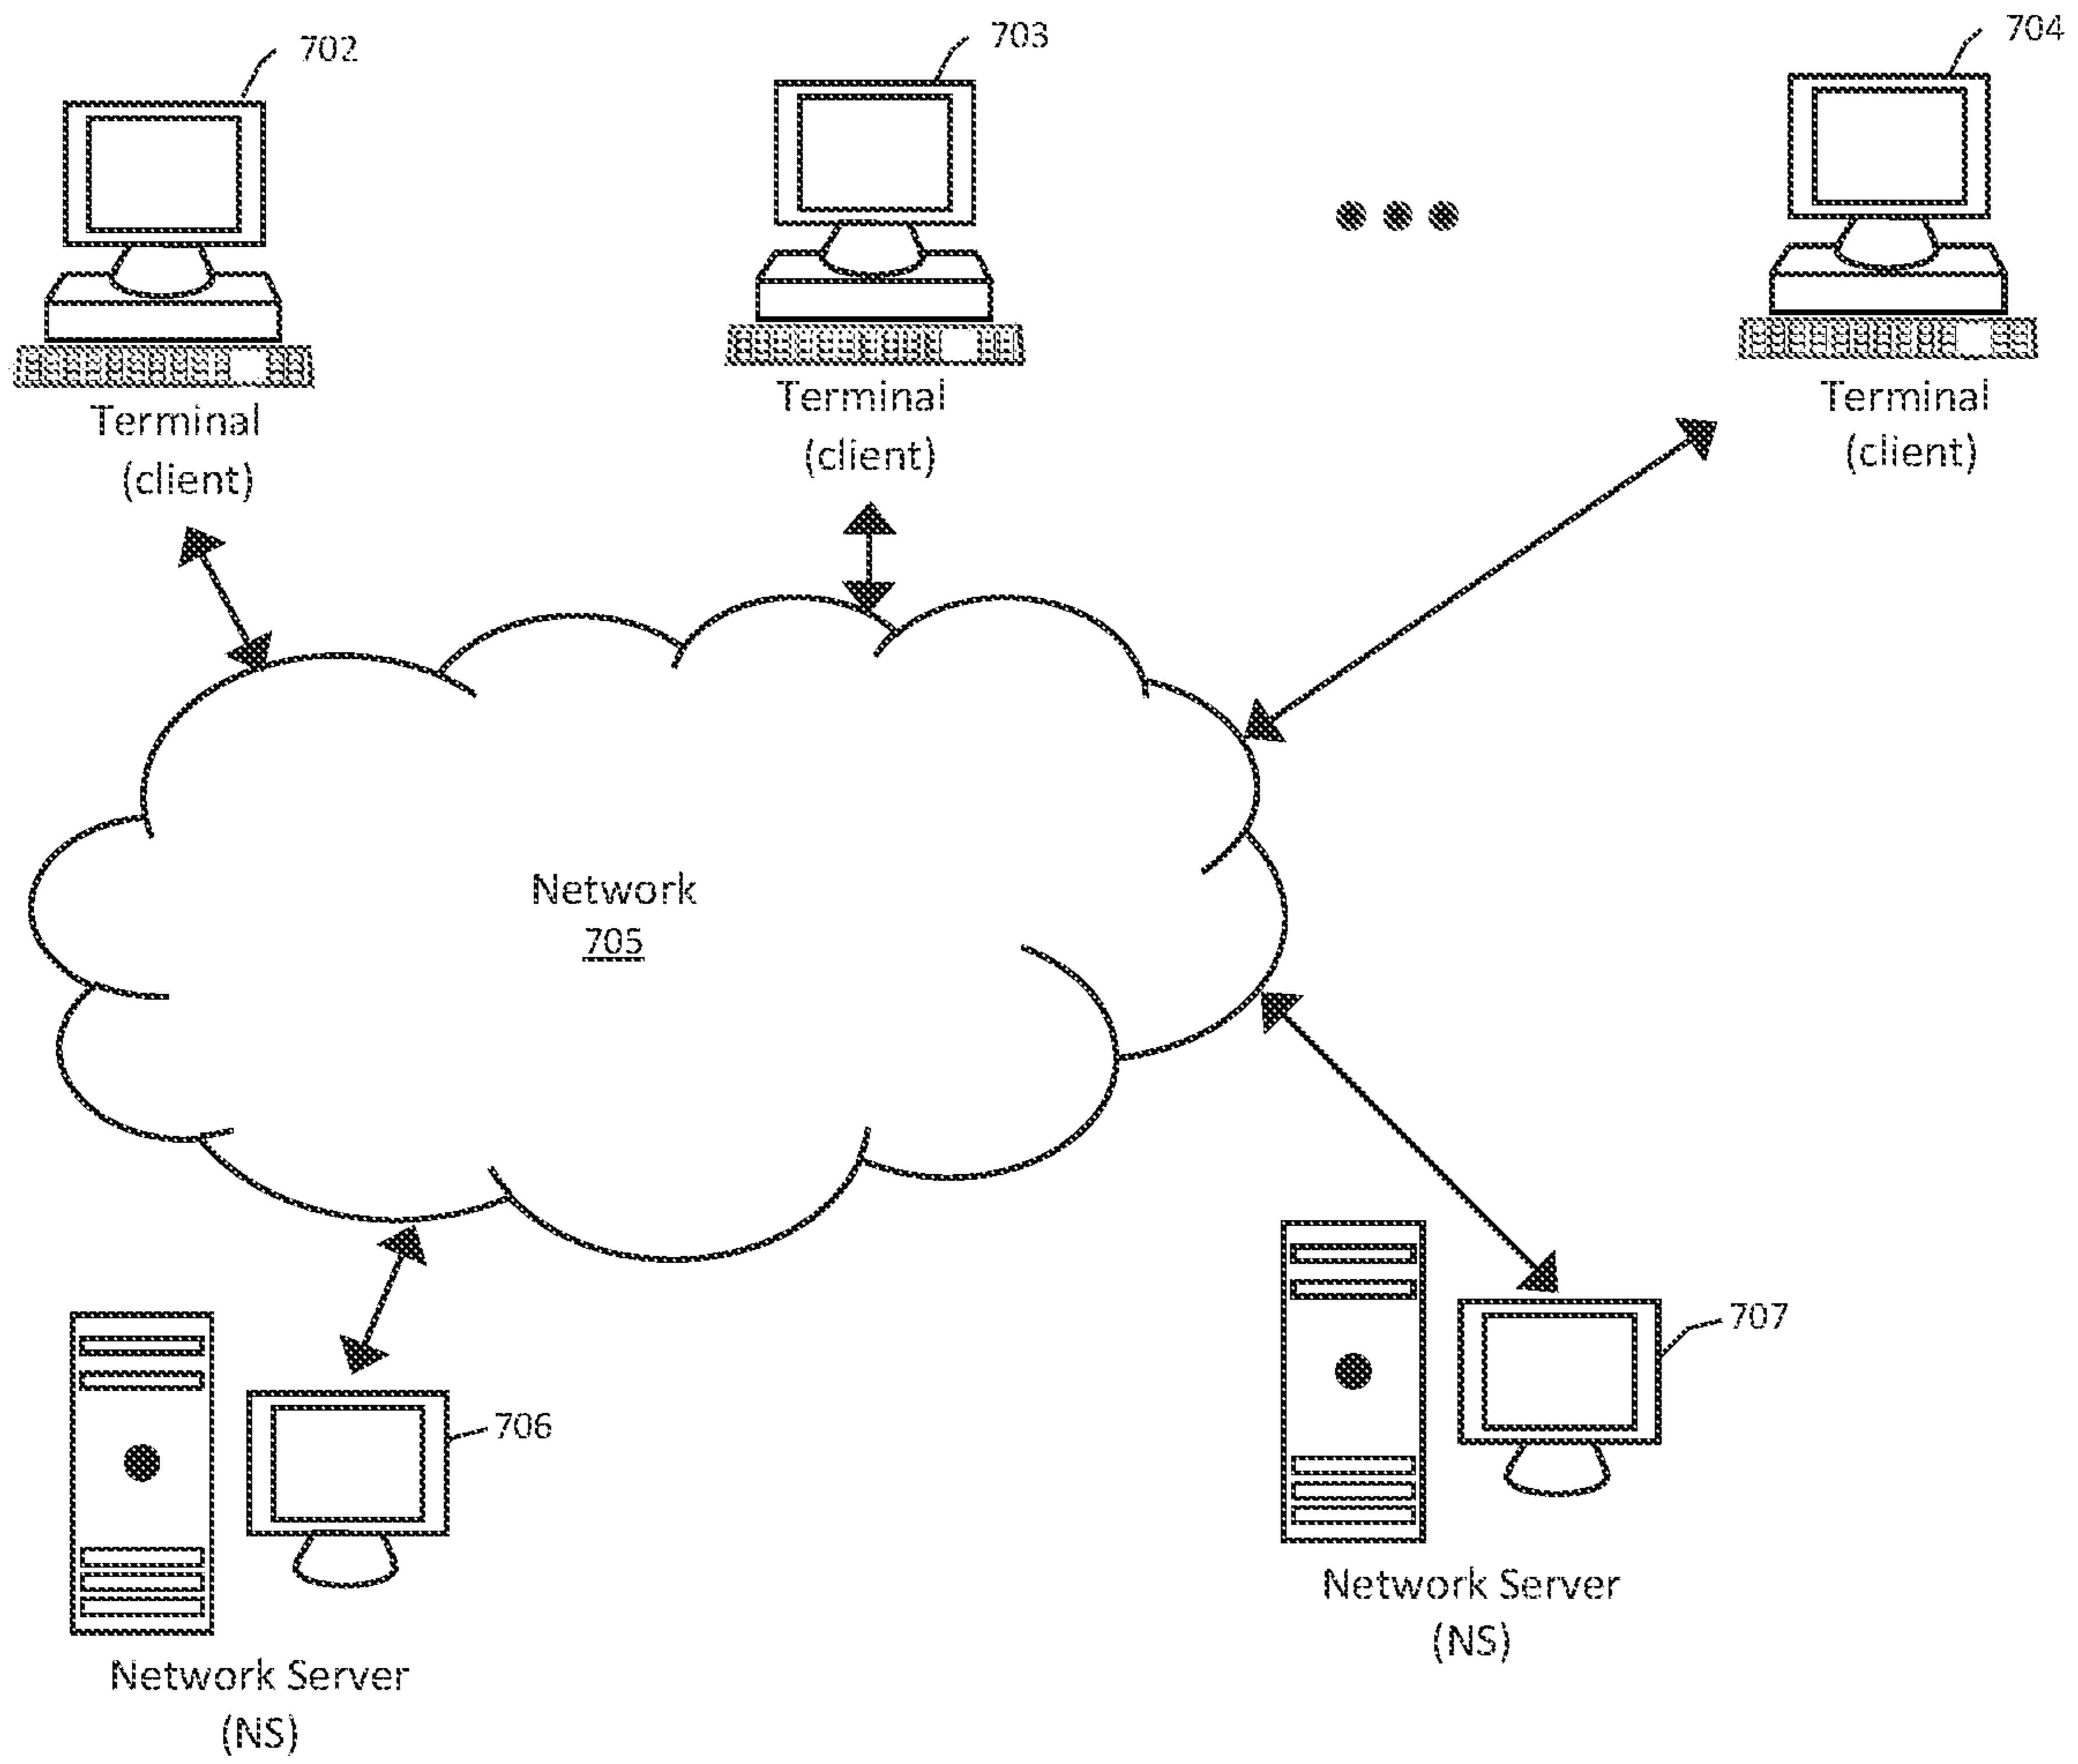 702
703
704
Terminal
(client)
Terminal
(client)
Terminal
(client)
Network
705
706
707
Network Server
(NS)
Network Server
(NS)